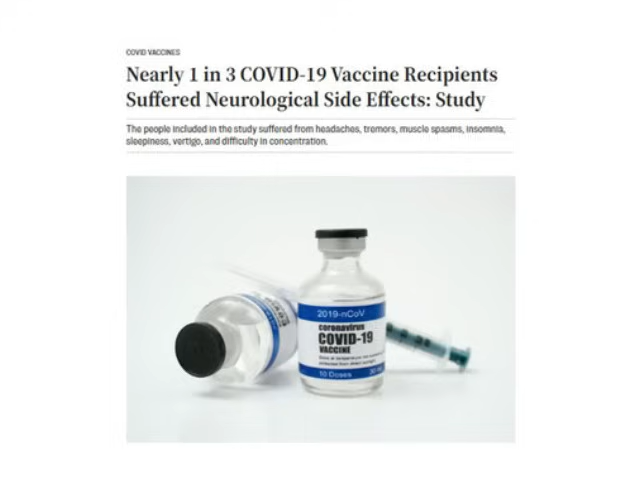 COVID VACCINES
Nearly 1 in 3 COVID-19 Vaccine Recipients
Suffered Neurological Side Effects: Study
The people included in the study suffered from headaches, tremors, muscle spasms, insomnia,
sleepiness, vertigo, and difficulty in concentration.
2019-nCoV
coronavirus
COVID-19
VACCINE
10 Doses